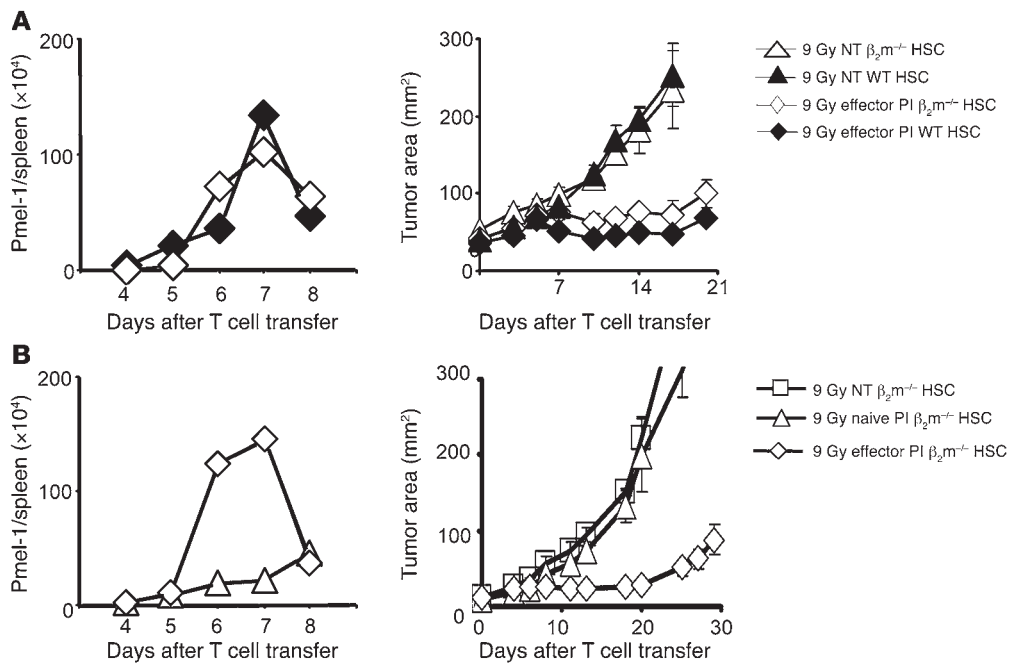 A
Pmel-1/spleen (×10⁴)
200
100
0
4 5 6 7 8
Days after T cell transfer
Tumor area (mm²)
300
200
100
0
7 14 21
Days after T cell transfer
9 Gy NT β₂m⁻/⁻ HSC
9 Gy NT WT HSC
9 Gy effector PI β₂m⁻/⁻ HSC
9 Gy effector PI WT HSC
B
Pmel-1/spleen (×10⁴)
200
100
0
4 5 6 7 8
Days after T cell transfer
Tumor area (mm²)
300
200
100
0
0 10 20 30
Days after T cell transfer
9 Gy NT β₂m⁻/⁻ HSC
9 Gy naive PI β₂m⁻/⁻ HSC
9 Gy effector PI β₂m⁻/⁻ HSC